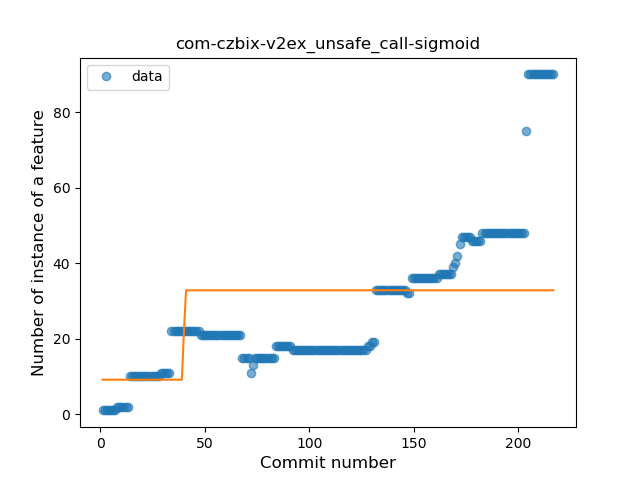 com-czbix-v2ex_unsafe_call-sigmoid
data
Number of instance of a feature
80
60
40
20
0
0 50 100 150 200
Commit number